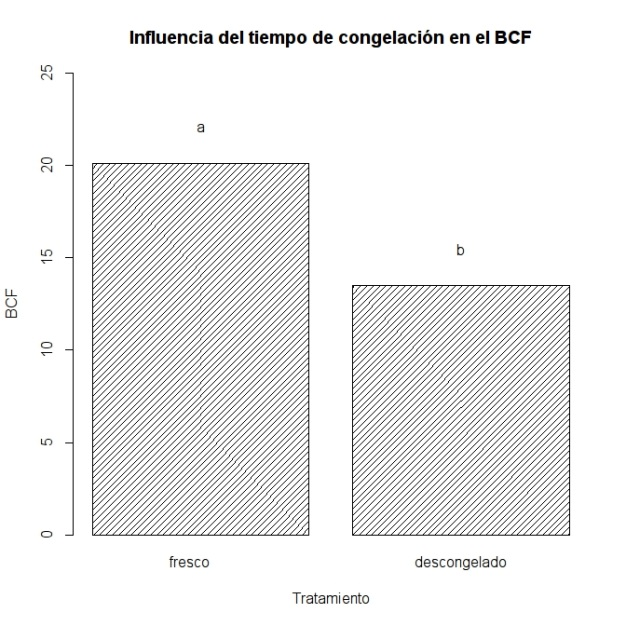 Influencia del tiempo de congelación en el BCF
25
20
15
10
5
0
BCF
a
b
fresco descongelado
Tratamiento